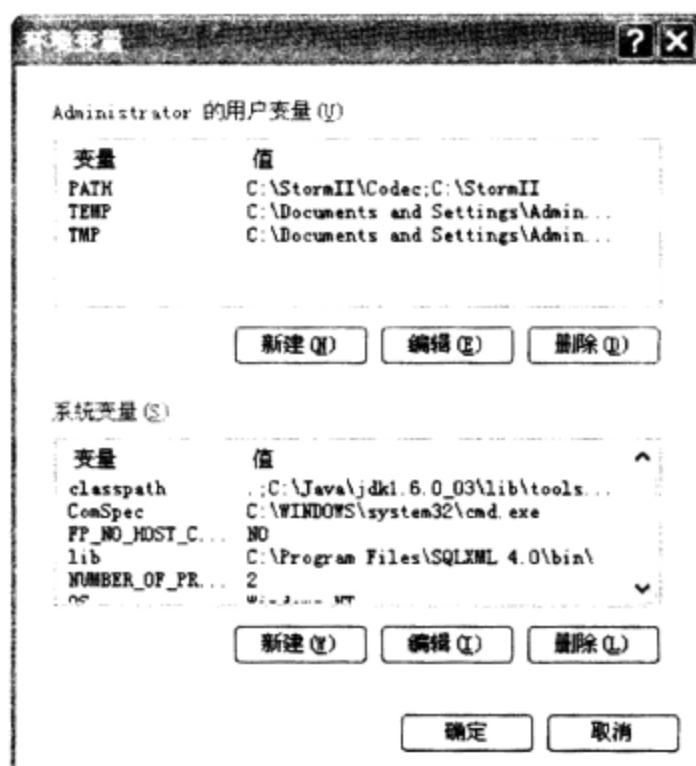 环境变量
Administrator 的用户变量(U)
变量 值
PATH C:\StormII\Codec;C:\StormII
TEMP C:\Documents and Settings\Admin...
TMP C:\Documents and Settings\Admin...
新建(N) 编辑(E) 删除(D)
系统变量(S)
变量 值
classpath .;C:\Java\jdk1.6.0_03\lib\tools...
ComSpec C:\WINDOWS\system32\cmd.exe
FP_NO_HOST_C... NO
lib C:\Program Files\SQLXML 4.0\bin\
NUMBER_OF_PR... 2
OS Windows_NT
新建(W) 编辑(I) 删除(L)
确定 取消